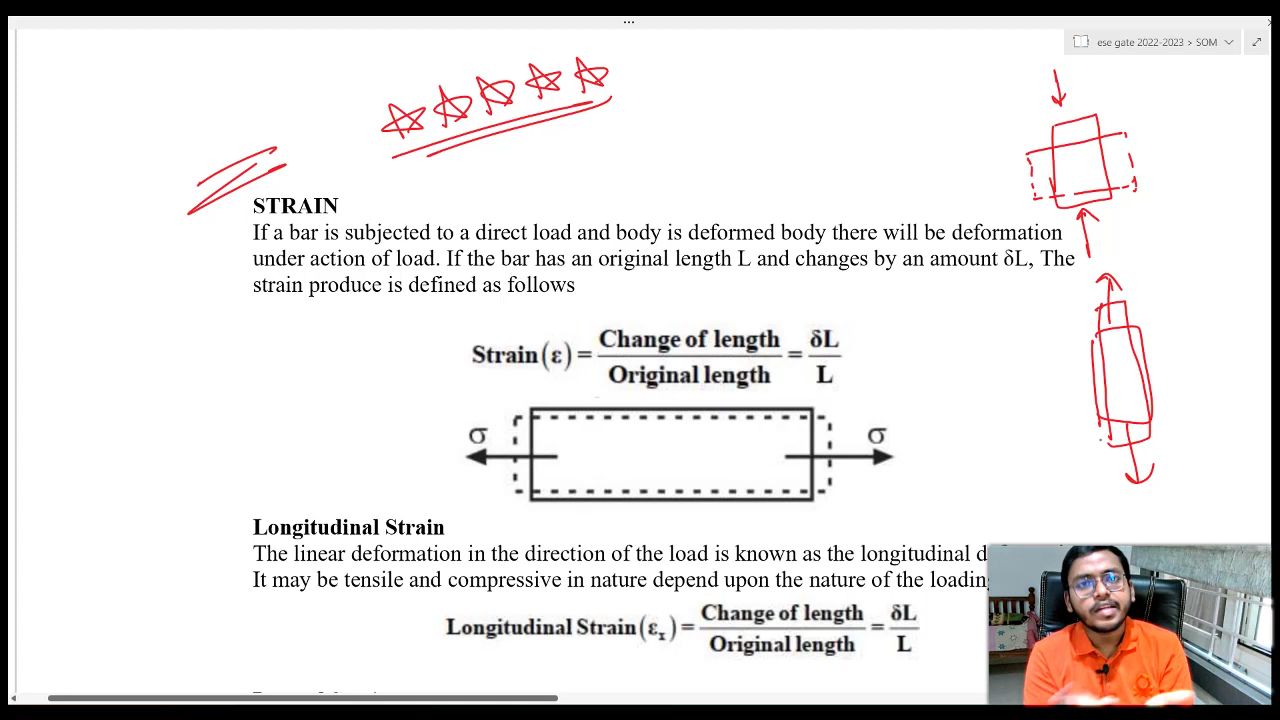 ese gate 2022-2023 > SOM
STRAIN
If a bar is subjected to a direct load and body is deformed body there will be deformation
under action of load. If the bar has an original length L and changes by an amount δL, The
strain produce is defined as follows
Strain(ε) = Change of length / Original length = δL / L
σ σ
Longitudinal Strain
The linear deformation in the direction of the load is known as the longitudinal
It may be tensile and compressive in nature depend upon the nature of the loading
Longitudinal Strain(εx) = Change of length / Original length = δL / L